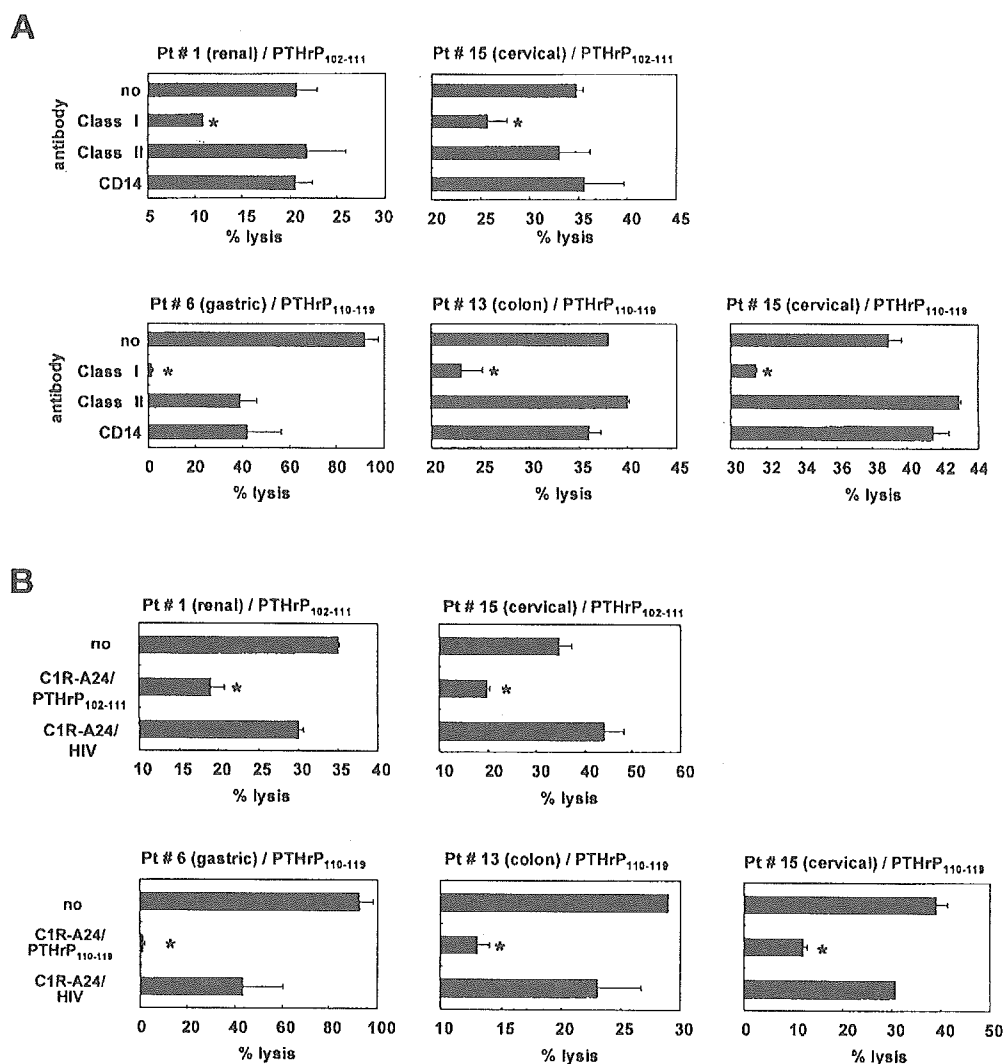 A
Pt # 1 (renal) / PTHrP102-111
Pt # 15 (cervical) / PTHrP102-111
antibody
no
Class I
*
*
Class II
CD14
5 10 15 20 25 30
20 25 30 35 40 45
% lysis
% lysis
Pt # 6 (gastric) / PTHrP110-119
Pt # 13 (colon) / PTHrP110-119
Pt # 15 (cervical) / PTHrP110-119
antibody
no
Class I
*
*
*
Class II
CD14
0 20 40 60 80 100
20 25 30 35 40 45
30 32 34 36 38 40 42 44
% lysis
% lysis
% lysis
B
Pt # 1 (renal) / PTHrP102-111
Pt # 15 (cervical) / PTHrP102-111
no
C1R-A24/
PTHrP102-111
*
*
C1R-A24/
HIV
10 15 20 25 30 35 40
10 20 30 40 50 60
% lysis
% lysis
Pt # 6 (gastric) / PTHrP110-119
Pt # 13 (colon) / PTHrP110-119
Pt # 15 (cervical) / PTHrP110-119
no
C1R-A24/
PTHrP110-119
*
*
*
C1R-A24/
HIV
0 20 40 60 80 100
10 15 20 25 30
0 10 20 30 40 50
% lysis
% lysis
% lysis